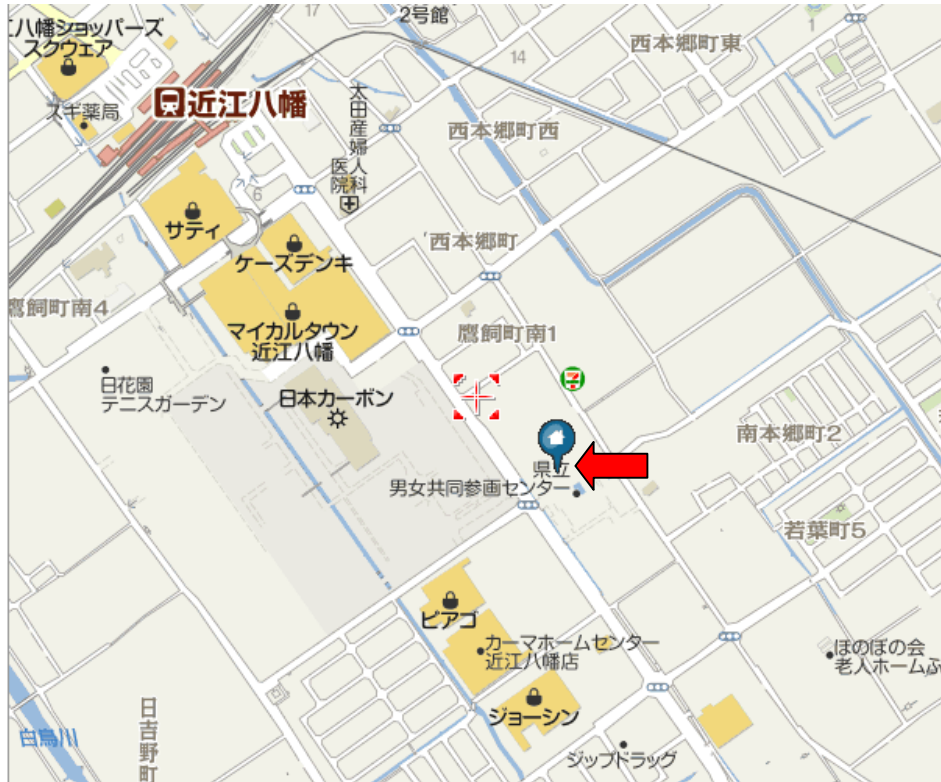 2号館
八幡ショッパーズ
スクウェア
17
14
1
西本郷町東
スギ薬局
近江八幡
太田産婦人科
医院
西本郷町西
6
サティ
ケーズデンキ
西本郷町
鷹飼町南4
マイカルタウン
近江八幡
鷹飼町南1
日花園
テニスガーデン
日本カーボン
南本郷町2
県立
男女共同参画センター
若葉町5
ピアゴ
カーマホームセンター
近江八幡店
ほのぼの会
老人ホームふ
ジョーシン
日吉野町
白鳥川
ジップドラッグ